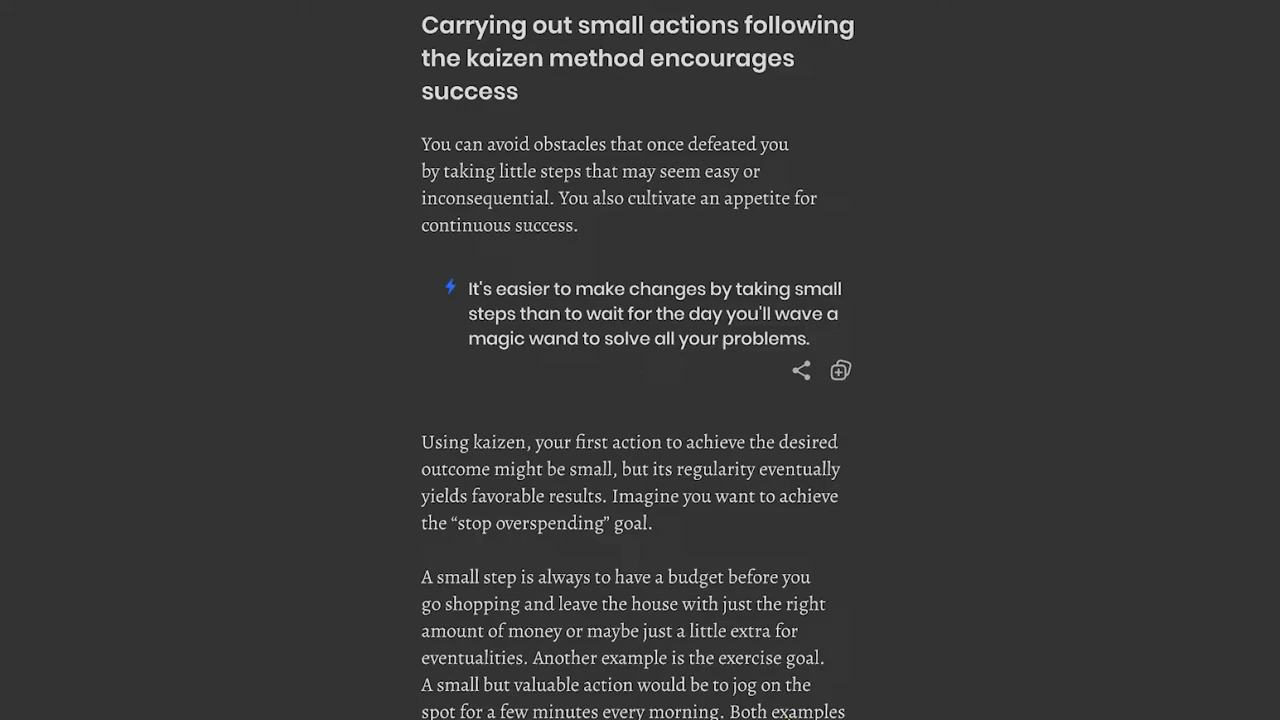 Carrying out small actions following
the kaizen method encourages
success
You can avoid obstacles that once defeated you
by taking little steps that may seem easy or
inconsequential. You also cultivate an appetite for
continuous success.
It's easier to make changes by taking small
steps than to wait for the day you'll wave a
magic wand to solve all your problems.
Using kaizen, your first action to achieve the desired
outcome might be small, but its regularity eventually
yields favorable results. Imagine you want to achieve
the “stop overspending” goal.
A small step is always to have a budget before you
go shopping and leave the house with just the right
amount of money or maybe just a little extra for
eventualities. Another example is the exercise goal.
A small but valuable action would be to jog on the
spot for a few minutes every morning. Both examples